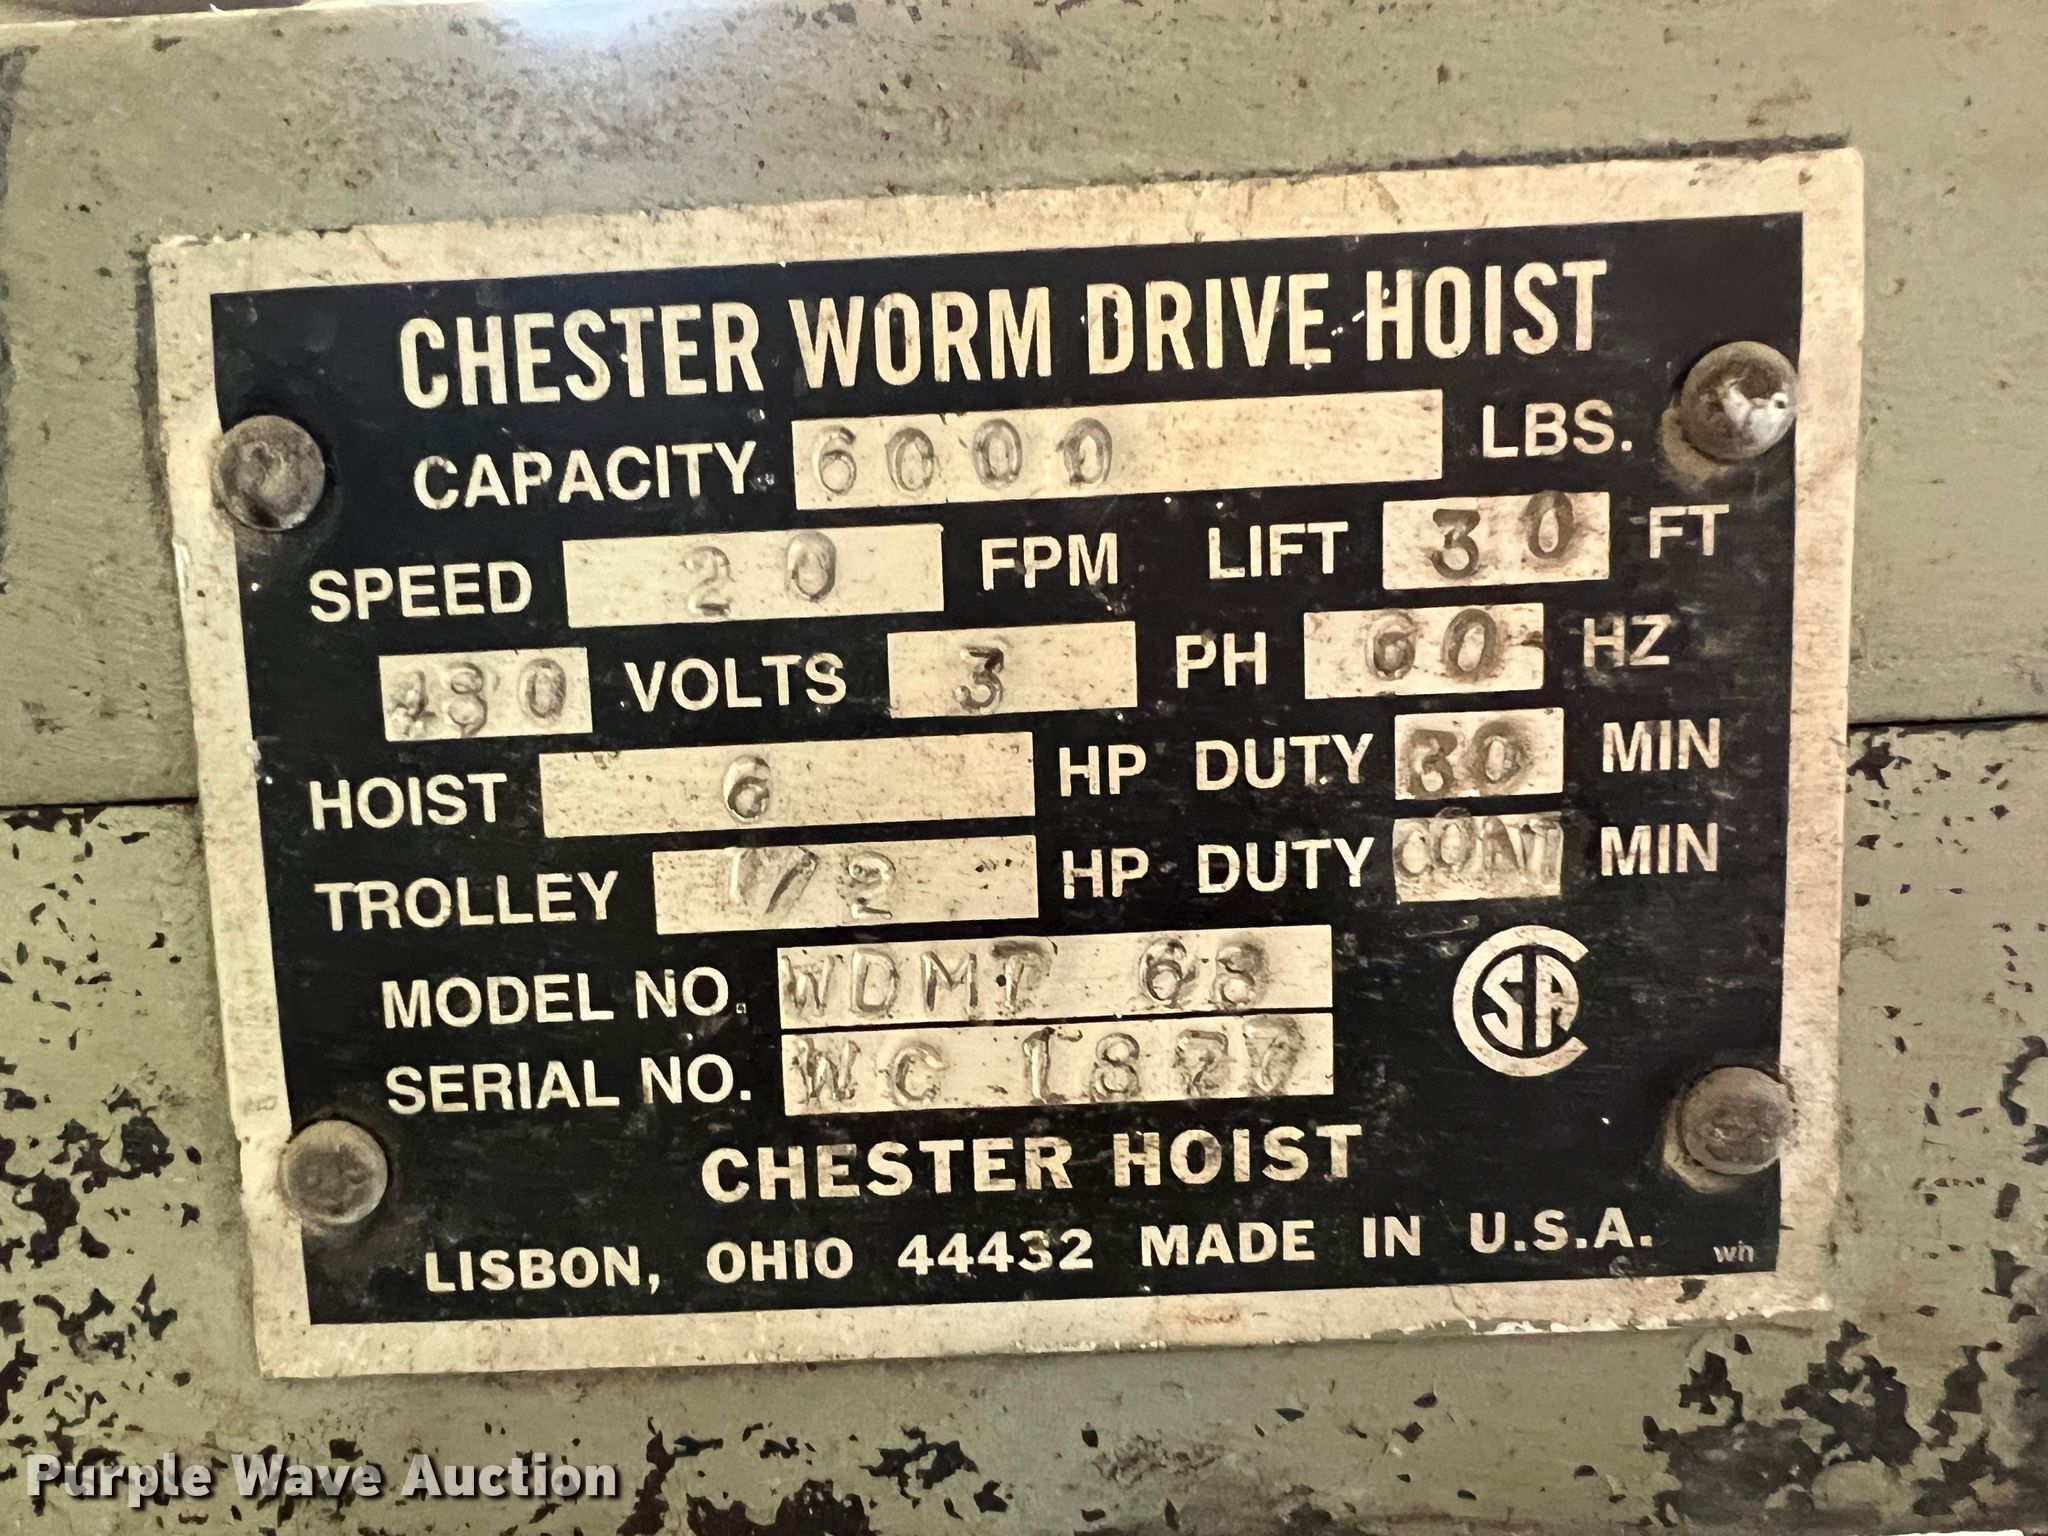 CHESTER WORM DRIVE HOIST
CAPACITY 6000 LBS.
SPEED 20 FPM LIFT 30 FT
480 VOLTS 3 PH 60 HZ
HOIST 6 HP DUTY 30 MIN
TROLLEY 1/2 HP DUTY CONT MIN
MODEL NO. WDMT 68
SERIAL NO. WC 1877
CSA
CHESTER HOIST
LISBON, OHIO 44432 MADE IN U.S.A.
wh
Purple Wave Auction